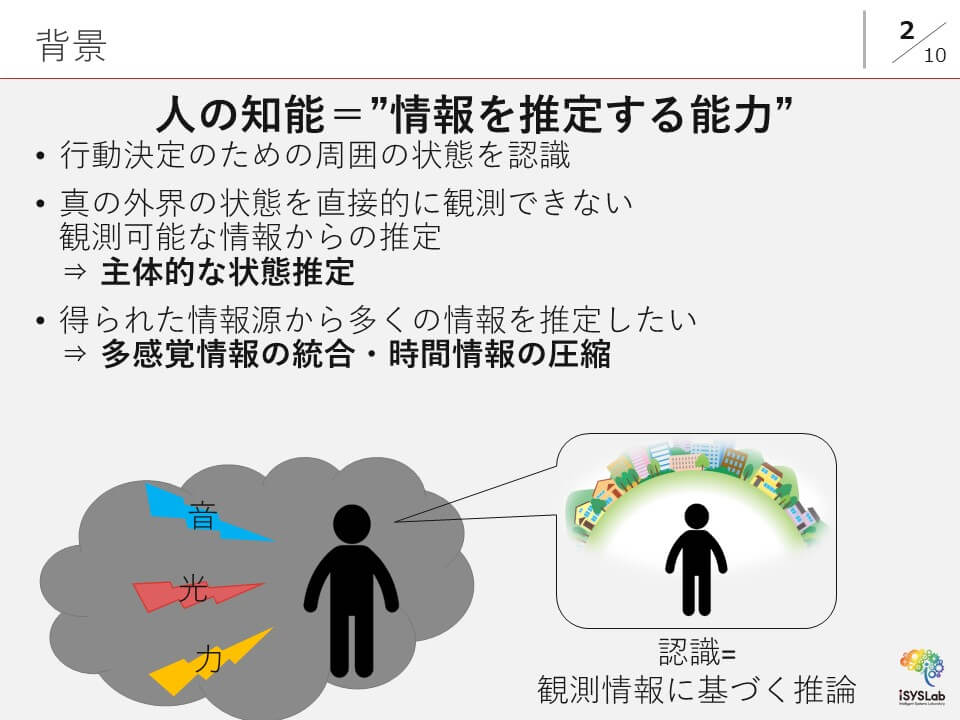 背景
2
10
人の知能＝”情報を推定する能力”
• 行動決定のための周囲の状態を認識
• 真の外界の状態を直接的に観測できない
観測可能な情報からの推定
⇒ 主体的な状態推定
• 得られた情報源から多くの情報を推定したい
⇒ 多感覚情報の統合・時間情報の圧縮
音
光
力
認識=
観測情報に基づく推論
iSYSLab
Intelligent Systems Laboratory